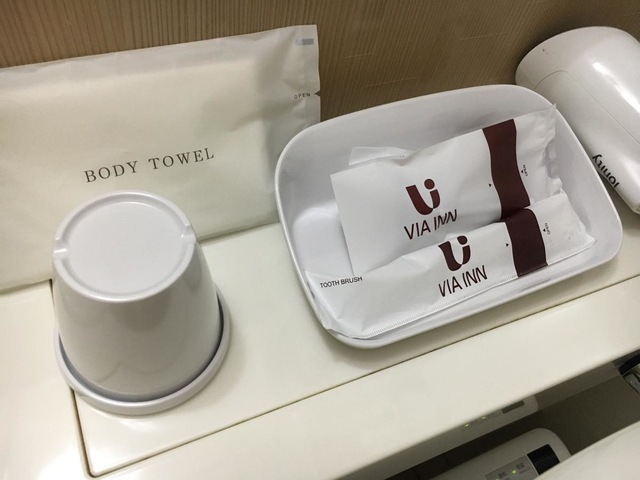 OPEN
BODY TOWEL
VIA INN
TOOTH BRUSH
VIA INN